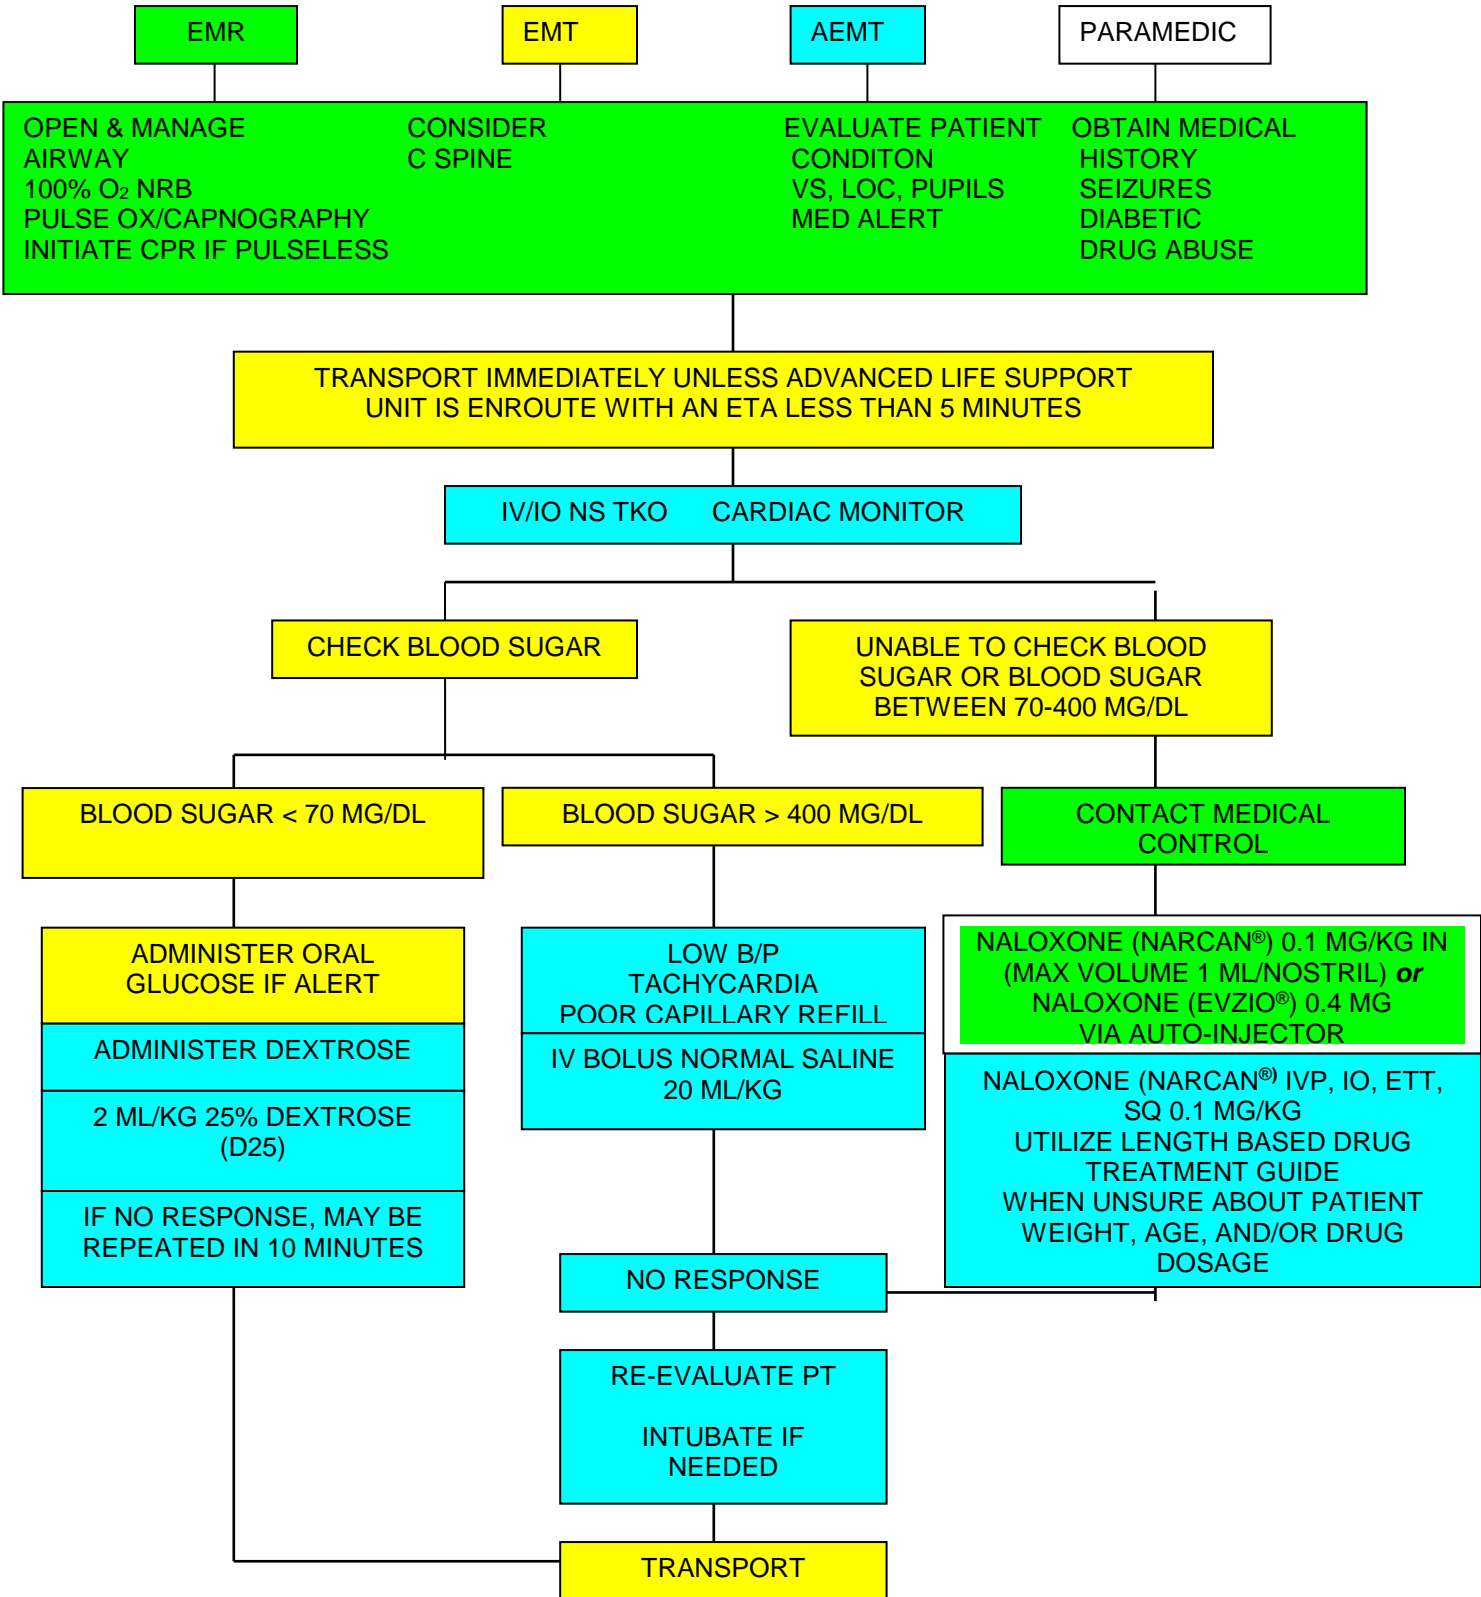 EMR
EMT
AEMT
PARAMEDIC
OPEN & MANAGE
AIRWAY
100% O₂ NRB
PULSE OX/CAPNOGRAPHY
INITIATE CPR IF PULSELESS
CONSIDER
C SPINE
EVALUATE PATIENT
CONDITON
VS, LOC, PUPILS
MED ALERT
OBTAIN MEDICAL
HISTORY
SEIZURES
DIABETIC
DRUG ABUSE
TRANSPORT IMMEDIATELY UNLESS ADVANCED LIFE SUPPORT
UNIT IS ENROUTE WITH AN ETA LESS THAN 5 MINUTES
IV/IO NS TKO CARDIAC MONITOR
CHECK BLOOD SUGAR
UNABLE TO CHECK BLOOD
SUGAR OR BLOOD SUGAR
BETWEEN 70-400 MG/DL
BLOOD SUGAR < 70 MG/DL
BLOOD SUGAR > 400 MG/DL
CONTACT MEDICAL
CONTROL
ADMINISTER ORAL
GLUCOSE IF ALERT
ADMINISTER DEXTROSE
2 ML/KG 25% DEXTROSE
(D25)
IF NO RESPONSE, MAY BE
REPEATED IN 10 MINUTES
LOW B/P
TACHYCARDIA
POOR CAPILLARY REFILL
IV BOLUS NORMAL SALINE
20 ML/KG
NALOXONE (NARCAN®) 0.1 MG/KG IN
(MAX VOLUME 1 ML/NOSTRIL) or
NALOXONE (EVZIO®) 0.4 MG
VIA AUTO-INJECTOR
NALOXONE (NARCAN®) IVP, IO, ETT,
SQ 0.1 MG/KG
UTILIZE LENGTH BASED DRUG
TREATMENT GUIDE
WHEN UNSURE ABOUT PATIENT
WEIGHT, AGE, AND/OR DRUG
DOSAGE
NO RESPONSE
RE-EVALUATE PT
INTUBATE IF
NEEDED
TRANSPORT